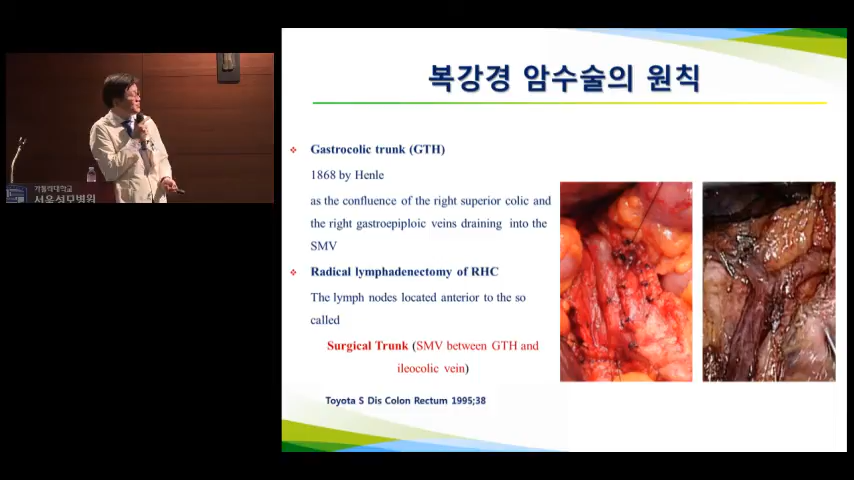 복강경 암수술의 원칙
Gastrocolic trunk (GTH)
1868 by Henle
as the confluence of the right superior colic and
the right gastroepiploic veins draining into the
SMV
Radical lymphadenectomy of RHC
The lymph nodes located anterior to the so
called
Surgical Trunk (SMV between GTH and
ileocolic vein)
Toyota S Dis Colon Rectum 1995;38
가톨릭대학교
서울성모병원